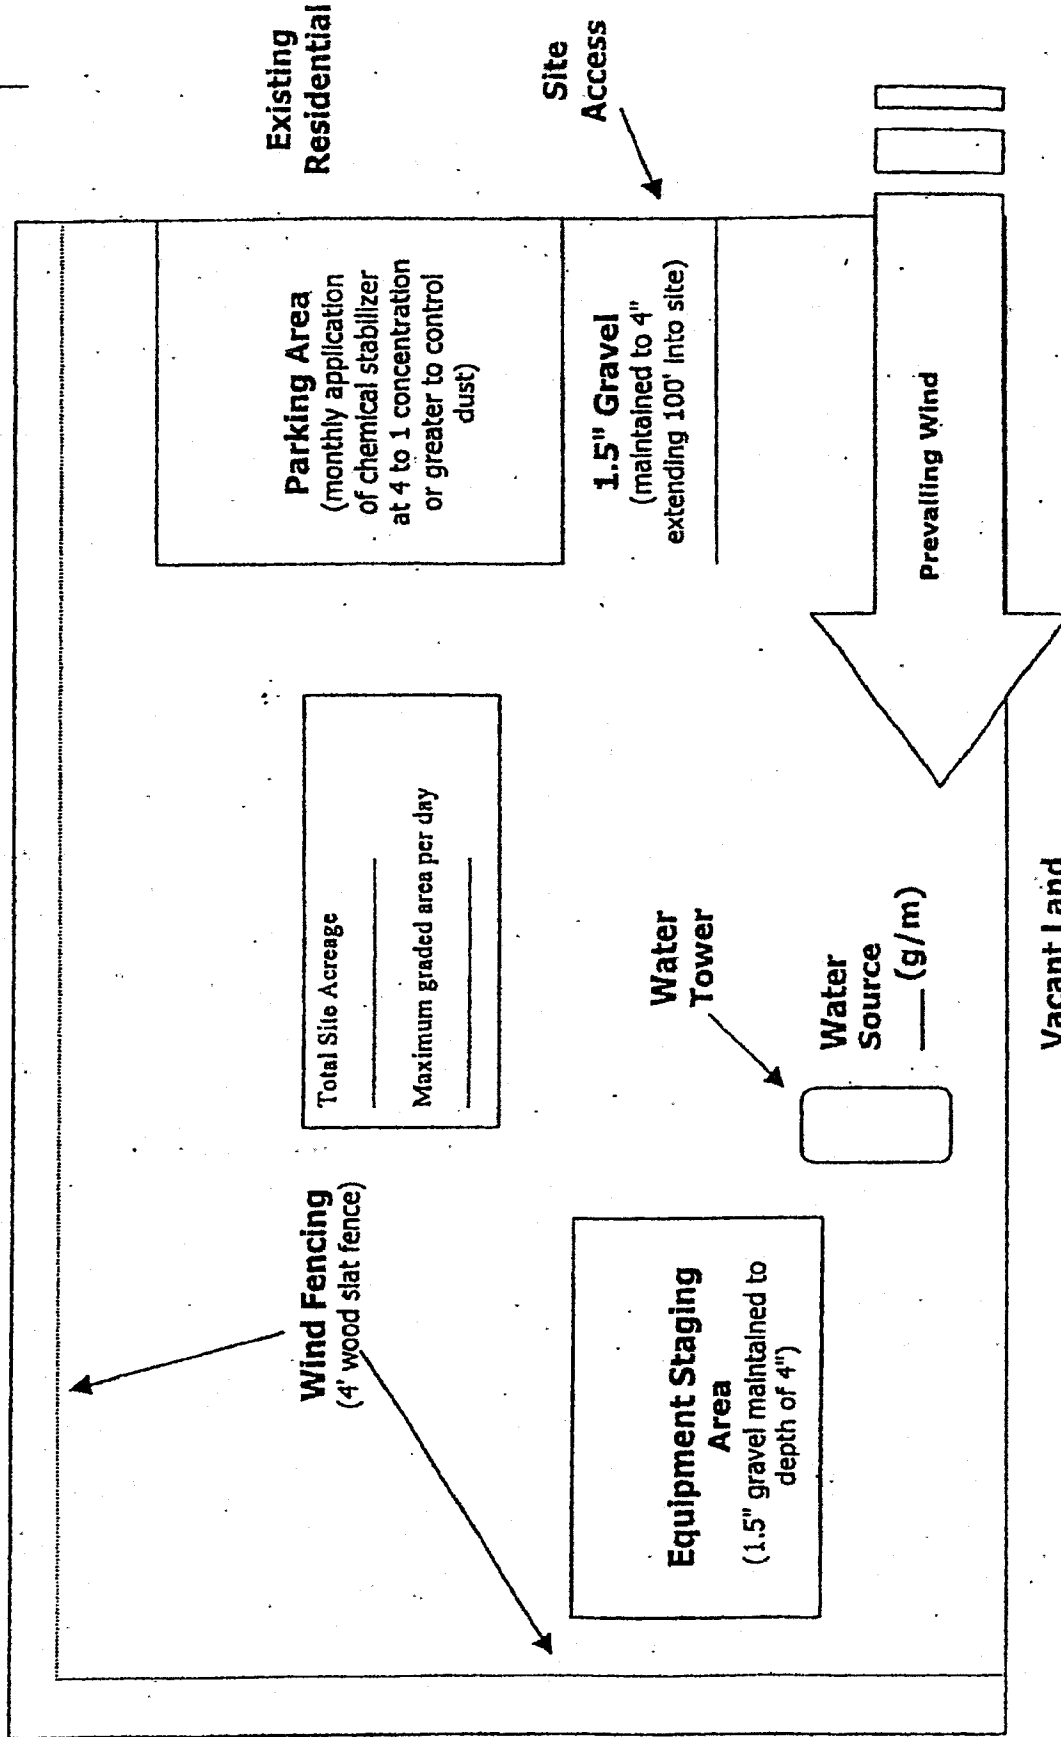 Existing
Residential
Site
Access
Parking Area
(monthly application
of chemical stabilizer
at 4 to 1 concentration
or greater to control
dust)
1.5" Gravel
(maintained to 4"
extending 100' into site)
Prevailing Wind
Total Site Acreage
Maximum graded area per day
Water
Tower
Water
Source
(g/m)
Wind Fencing
(4' wood slat fence)
Equipment Staging
Area
(1.5" gravel maintained to
depth of 4")
Vacant Land